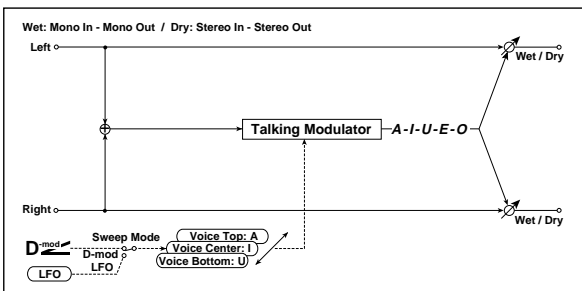 Wet: Mono In - Mono Out / Dry: Stereo In - Stereo Out
Left
Wet / Dry
Talking Modulator
A-I-U-E-O
Right
Wet / Dry
Sweep Mode
Voice Top: A
D-mod
D-mod
Voice Center: I
LFO
Voice Bottom: U
LFO